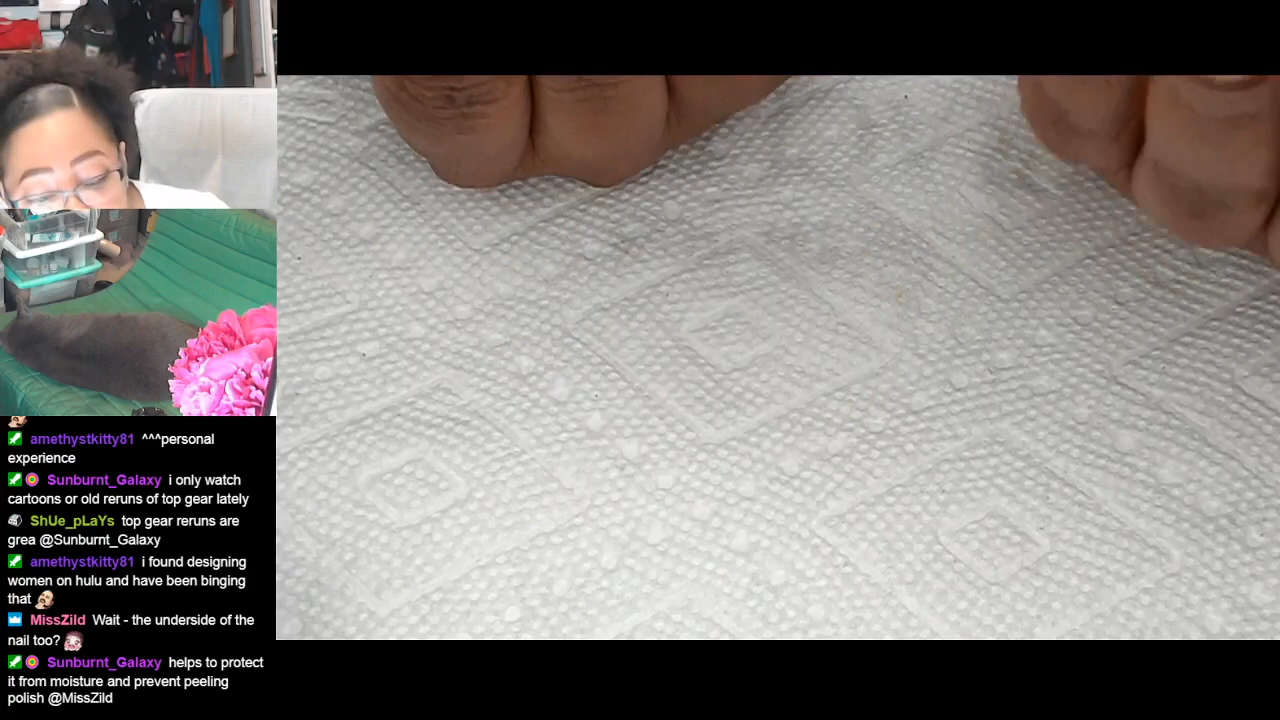 amethystkitty81 ^^^personal
experience
Sunburnt_Galaxy i only watch
cartoons or old reruns of top gear lately
ShUe_pLaYs top gear reruns are
grea @Sunburnt_Galaxy
amethystkitty81 i found designing
women on hulu and have been binging
that
MissZild Wait - the underside of the
nail too?
Sunburnt_Galaxy helps to protect
it from moisture and prevent peeling
polish @MissZild